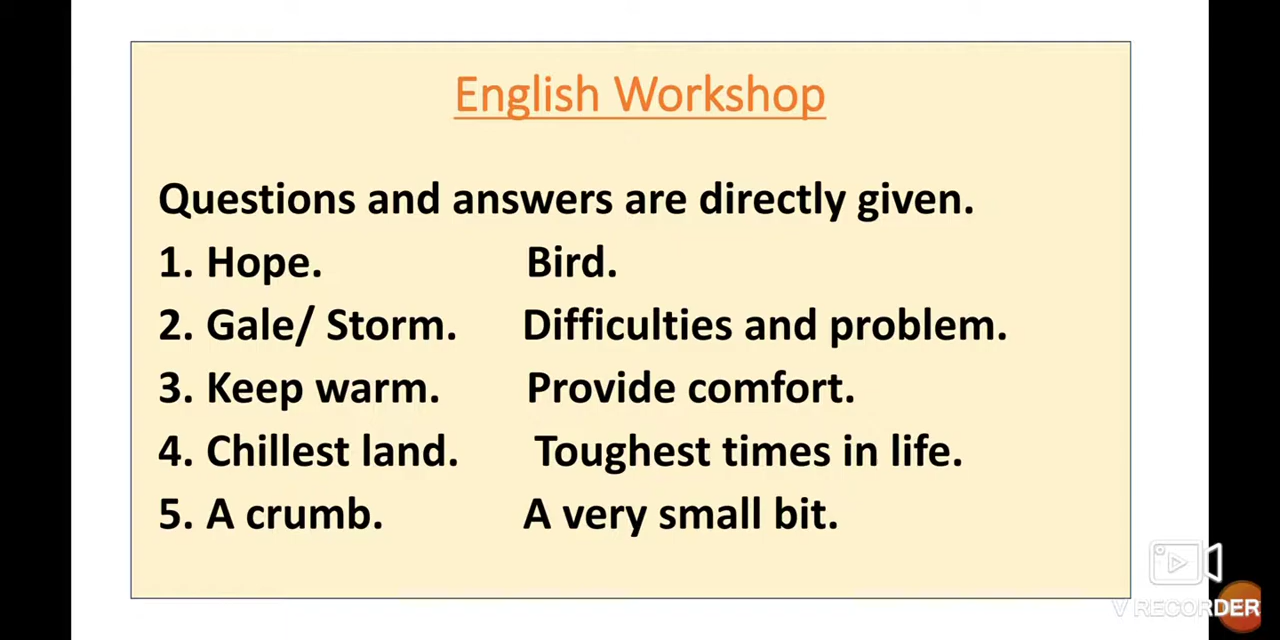 English Workshop
Questions and answers are directly given.
1. Hope. Bird.
2. Gale/ Storm. Difficulties and problem.
3. Keep warm. Provide comfort.
4. Chillest land. Toughest times in life.
5. A crumb. A very small bit.
V RECORDER